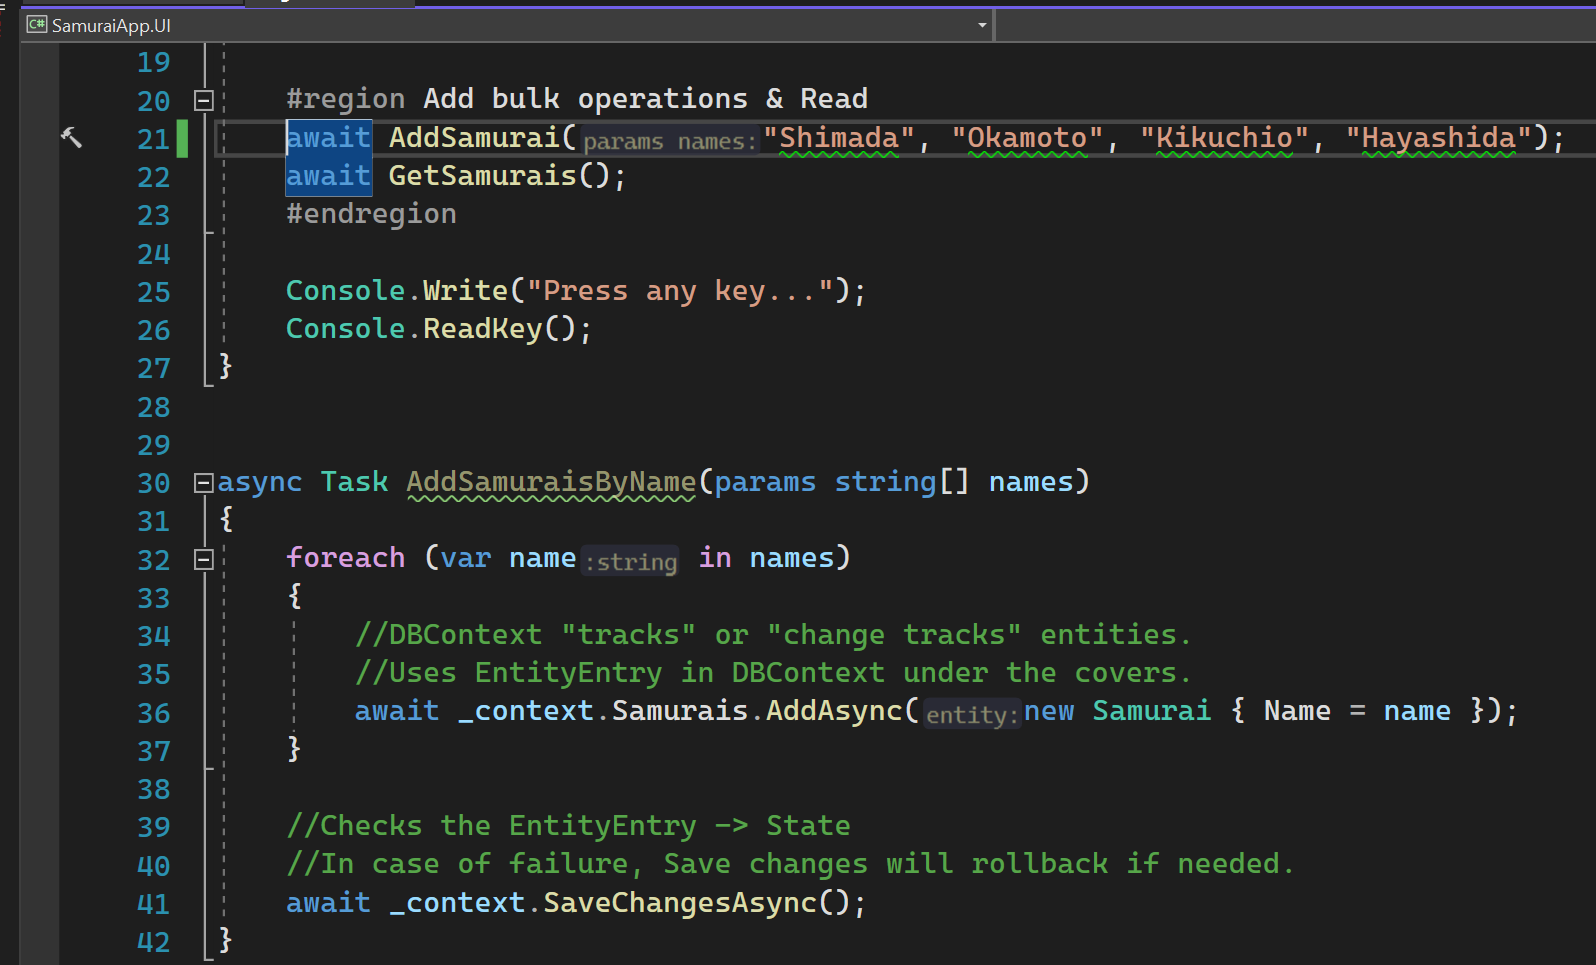 C# SamuraiApp.UI
19
20 #region Add bulk operations & Read
21 await AddSamurai(params names:"Shimada", "Okamoto", "Kikuchio", "Hayashida");
22 await GetSamurais();
23 #endregion
24
25 Console.Write("Press any key...");
26 Console.ReadKey();
27 }
28
29
30 async Task AddSamuraisByName(params string[] names)
31 {
32 foreach (var name:string in names)
33 {
34 //DBContext "tracks" or "change tracks" entities.
35 //Uses EntityEntry in DBContext under the covers.
36 await _context.Samurais.AddAsync(entity:new Samurai { Name = name });
37 }
38
39 //Checks the EntityEntry -> State
40 //In case of failure, Save changes will rollback if needed.
41 await _context.SaveChangesAsync();
42 }